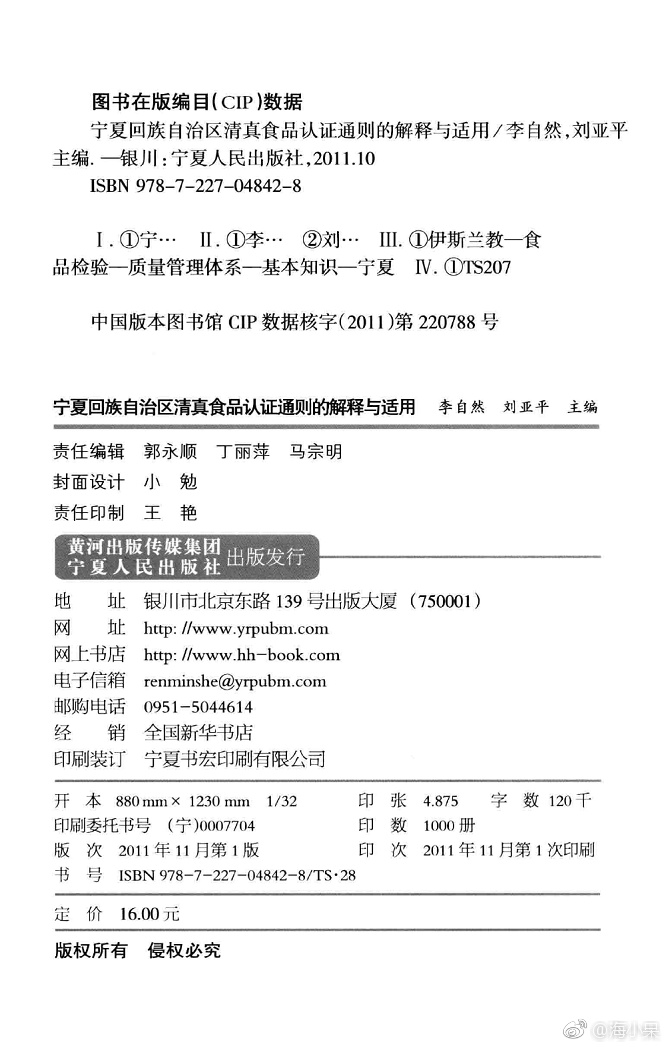 图书在版编目(CIP)数据
宁夏回族自治区清真食品认证通则的解释与适用/李自然,刘亚平
主编. —银川:宁夏人民出版社,2011.10
ISBN 978-7-227-04842-8
Ⅰ.①宁… Ⅱ.①李… ②刘… Ⅲ.①伊斯兰教—食
品检验—质量管理体系—基本知识—宁夏 Ⅳ.①TS207
中国版本图书馆 CIP 数据核字(2011)第 220788 号
宁夏回族自治区清真食品认证通则的解释与适用 李自然 刘亚平 主编
责任编辑 郭永顺 丁丽萍 马宗明
封面设计 小 勉
责任印制 王 艳
黄河出版传媒集团
宁夏人民出版社 出版发行
地 址 银川市北京东路 139 号出版大厦 (750001)
网 址 http://www.yrpubm.com
网上书店 http://www.hh-book.com
电子信箱 renminshe@yrpubm.com
邮购电话 0951-5044614
经 销 全国新华书店
印刷装订 宁夏书宏印刷有限公司
开 本 880 mm × 1230 mm 1/32 印 张 4.875 字 数 120 千
印刷委托书号 (宁)0007704 印 数 1000 册
版 次 2011 年 11 月第 1 版 印 次 2011 年 11 月第 1 次印刷
书 号 ISBN 978-7-227-04842-8/TS·28
定 价 16.00 元
版权所有 侵权必究
@海小果